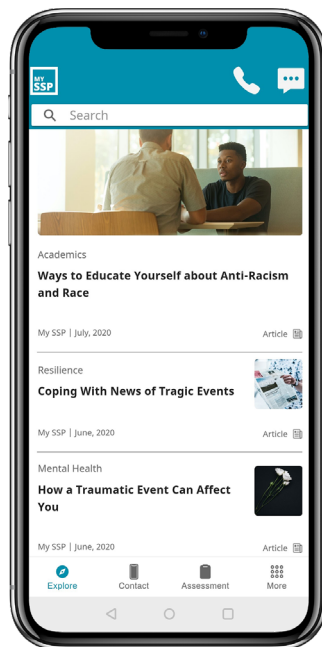 MY
SSP
Search
Academics
Ways to Educate Yourself about Anti-Racism
and Race
My SSP | July, 2020
Article
Resilience
Coping With News of Tragic Events
My SSP | June, 2020
Article
Mental Health
How a Traumatic Event Can Affect
You
My SSP | June, 2020
Article
Explore
Contact
Assessment
More